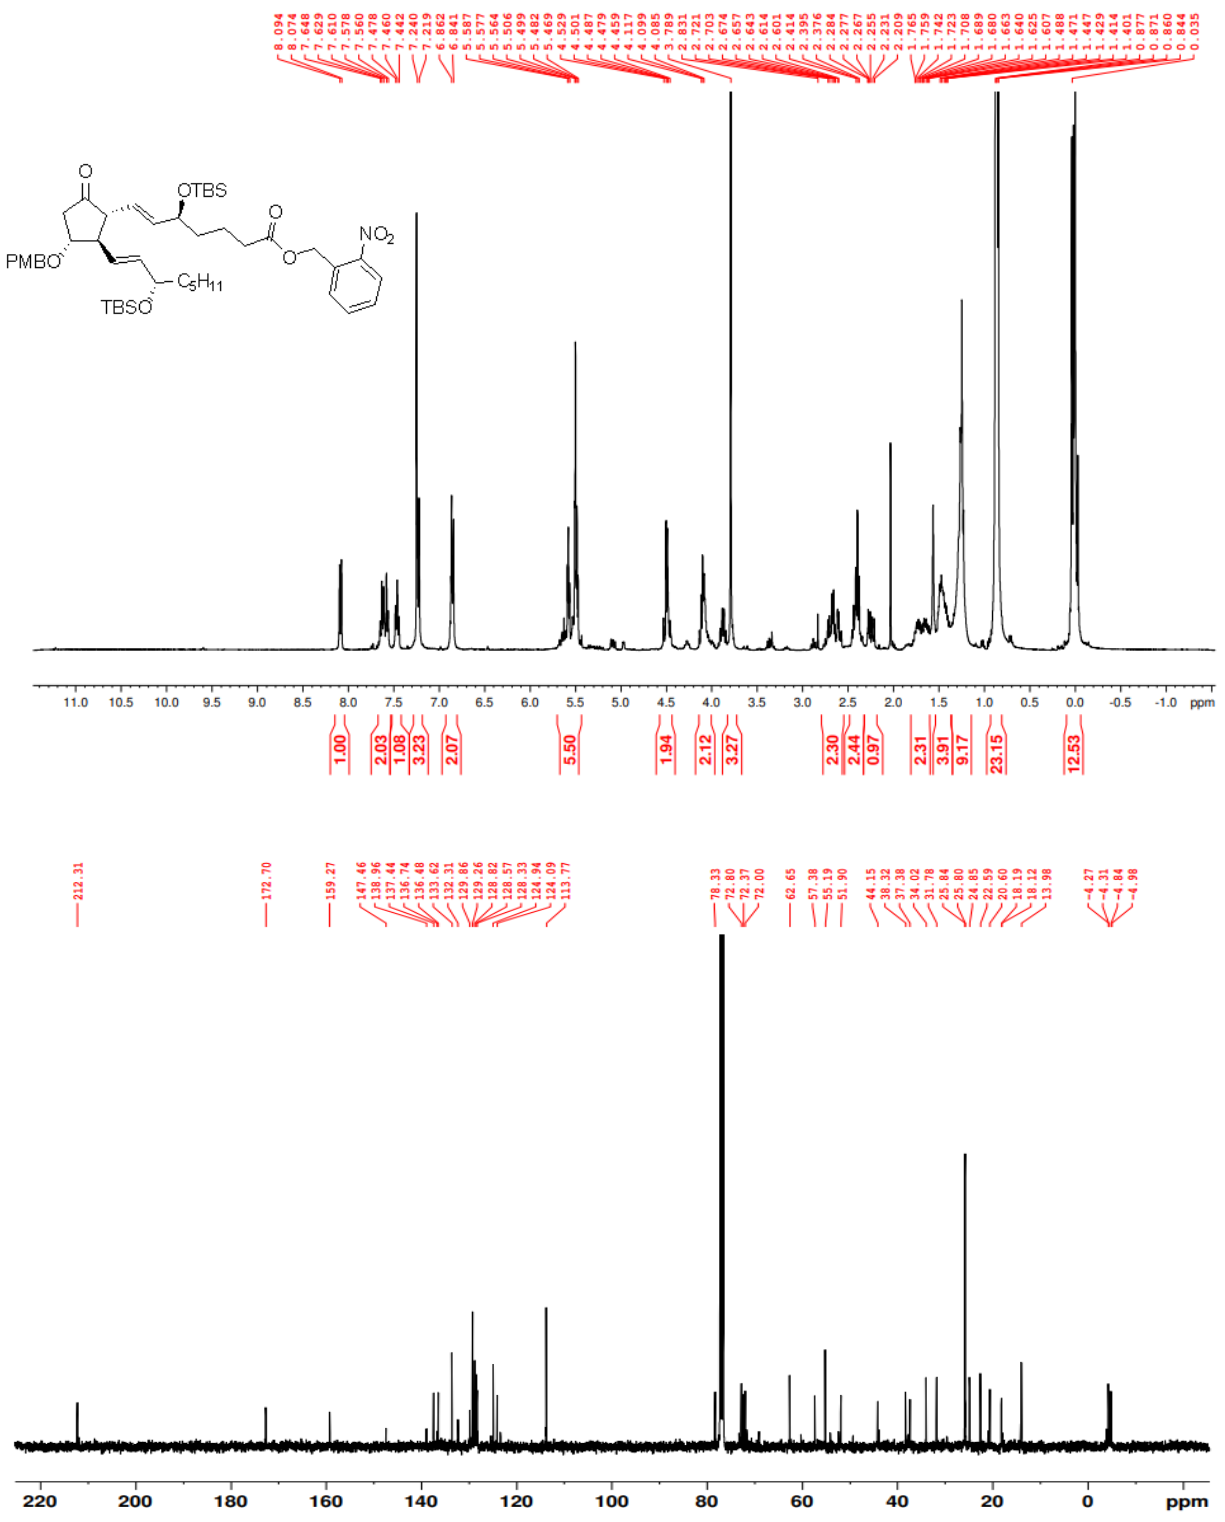 8.094 8.074 7.648 7.629 7.610 7.578 7.560 7.478 7.460 7.442 7.240 7.219 6.862 6.841 5.587 5.577 5.564 5.506 5.499 5.482 5.469 4.529 4.501 4.487 4.479 4.459 4.117 4.099 4.085 3.789 2.831 2.721 2.703 2.674 2.657 2.643 2.614 2.601 2.414 2.395 2.376 2.284 2.277 2.267 2.255 2.231 2.209 1.765 1.759 1.742 1.723 1.708 1.689 1.680 1.663 1.640 1.625 1.607 1.488 1.471 1.447 1.429 1.414 1.401 0.877 0.871 0.860 0.844 0.035
O
OTBS
O
NO2
O
PMBO
C5H11
TBSO
11.0 10.5 10.0 9.5 9.0 8.5 8.0 7.5 7.0 6.5 6.0 5.5 5.0 4.5 4.0 3.5 3.0 2.5 2.0 1.5 1.0 0.5 0.0 -0.5 -1.0 ppm
1.00 2.03 1.08 3.23 2.07 5.50 1.94 2.12 3.27 2.30 2.44 0.97 2.31 3.91 9.17 23.15 12.53
212.31 172.70 159.27 147.46 138.96 137.44 136.74 136.48 133.62 132.31 129.86 129.26 128.82 128.57 128.33 124.94 124.09 113.77 78.33 72.80 72.37 72.00 62.65 57.38 55.19 51.90 44.15 38.32 37.38 34.02 31.78 25.84 25.80 24.85 22.59 20.60 18.19 18.12 13.98 -4.27 -4.31 -4.84 -4.98
220 200 180 160 140 120 100 80 60 40 20 0 ppm